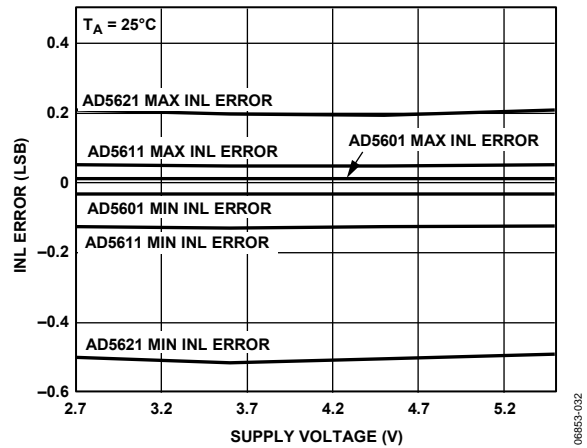 T_A = 25°C
0.4
AD5621 MAX INL ERROR
0.2
AD5601 MAX INL ERROR
AD5611 MAX INL ERROR
0
AD5601 MIN INL ERROR
AD5611 MIN INL ERROR
–0.2
–0.4
AD5621 MIN INL ERROR
–0.6
INL ERROR (LSB)
2.7 3.2 3.7 4.2 4.7 5.2
SUPPLY VOLTAGE (V)
06853-032